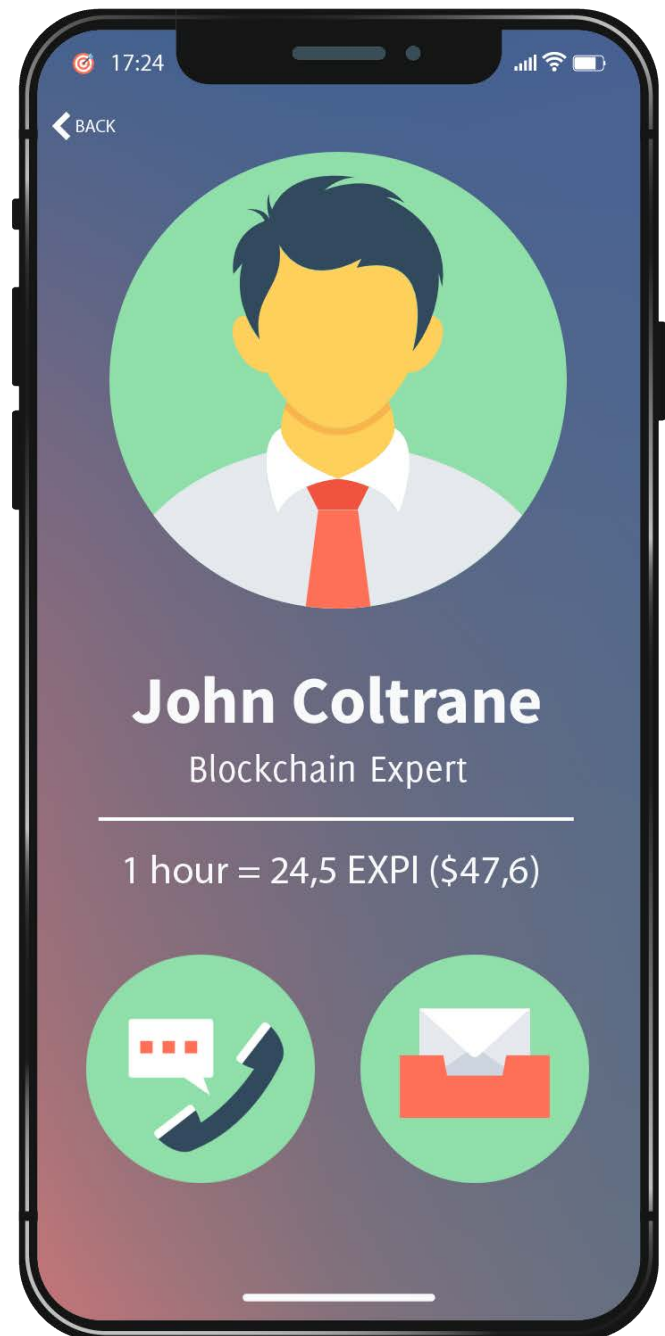 17:24
BACK
John Coltrane
Blockchain Expert
1 hour = 24,5 EXPI ($47,6)